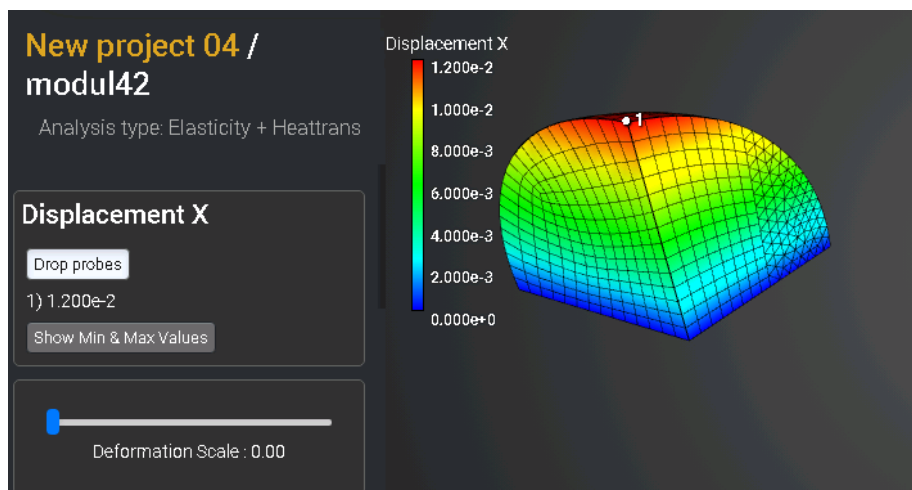 New project 04 /
modul42
Analysis type: Elasticity + Heattrans
Displacement X
Drop probes
1) 1.200e-2
Show Min & Max Values
Deformation Scale : 0.00
Displacement X
1.200e-2
1.000e-2
8.000e-3
6.000e-3
4.000e-3
2.000e-3
0.000e+0
1